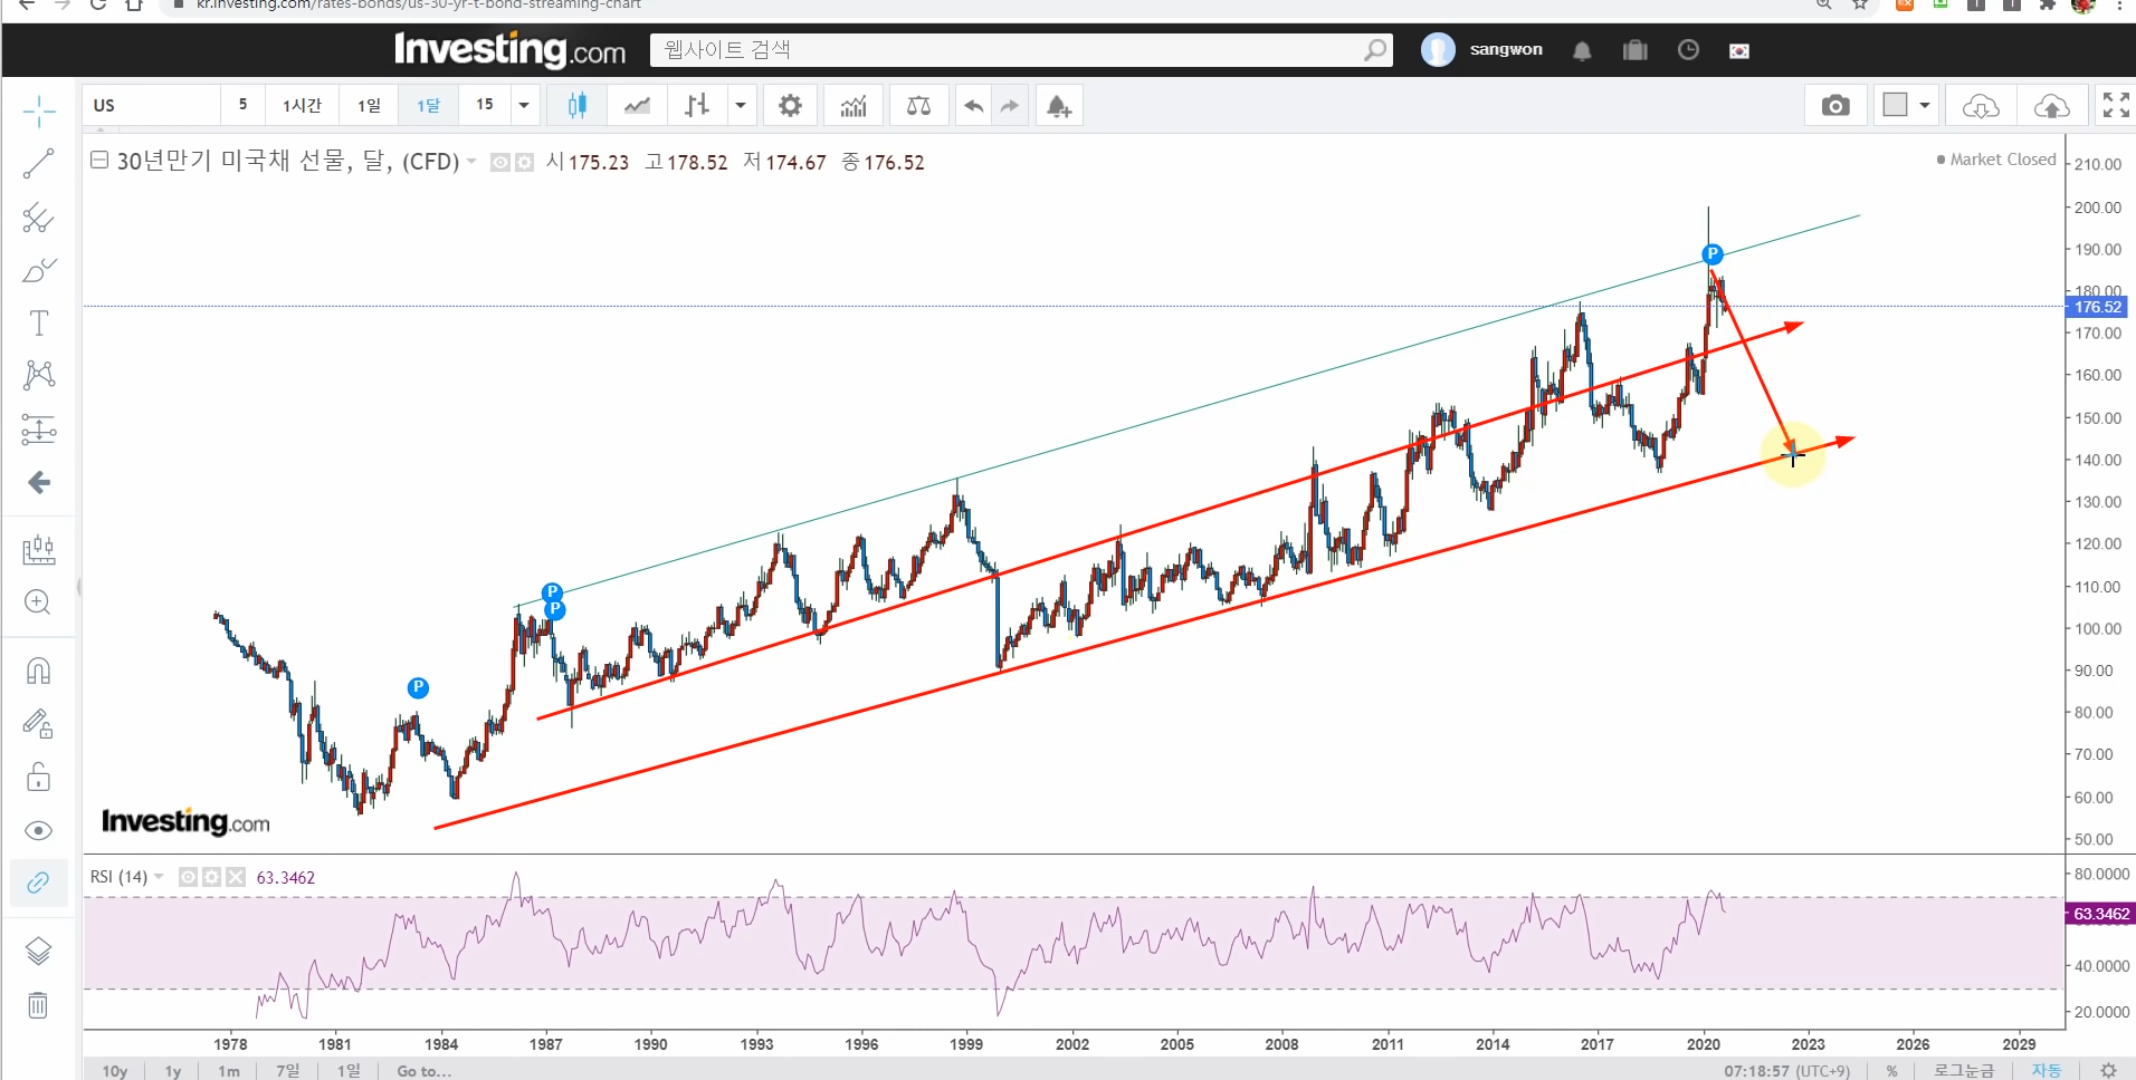 kr.investing.com/rates-bonds/us-30-yr-t-bond-streaming-chart
Investing.com
웹사이트 검색
sangwon
US 5 1시간 1일 1달 15
30년만기 미국채 선물, 달, (CFD) 시 175.23 고 178.52 저 174.67 종 176.52
Market Closed
210.00
200.00
190.00
180.00
176.52
170.00
160.00
150.00
140.00
130.00
120.00
110.00
100.00
90.00
80.00
70.00
60.00
50.00
P
P
P
P
Investing.com
RSI (14) 63.3462
80.0000
63.3462
40.0000
20.0000
1978 1981 1984 1987 1990 1993 1996 1999 2002 2005 2008 2011 2014 2017 2020 2023 2026 2029
10y 1y 1m 7일 1일 Go to... 07:18:57 (UTC+9) % 로그눈금 자동